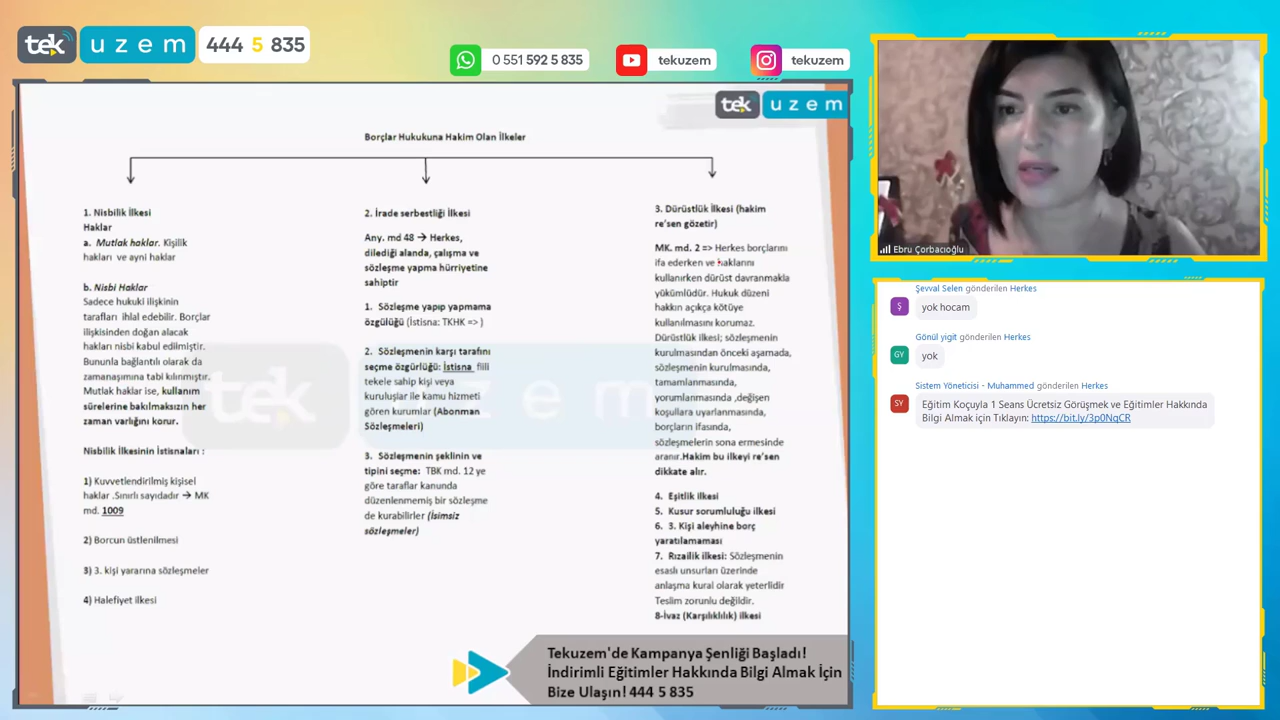 tek uzem 444 5 835
0 551 592 5 835
tekuzem
tekuzem
tek uzem
Borçlar Hukukuna Hakim Olan İlkeler
1. Nisbilik İlkesi
Haklar
a. Mutlak haklar. Kişilik
hakları ve ayni haklar
b. Nisbi Haklar
Sadece hukuki ilişkinin
tarafları ihlal edebilir. Borçlar
ilişkisinden doğan alacak
hakları nisbi kabul edilmiştir.
Bununla bağlantılı olarak da
zamanaşımına tabi kılınmıştır.
Mutlak haklar ise, kullanım
sürelerine bakılmaksızın her
zaman varlığını korur.
Nisbilik İlkesinin İstisnaları :
1) Kuvvetlendirilmiş kişisel
haklar .Sınırlı sayıdadır → MK
md. 1009
2) Borcun üstlenilmesi
3) 3. kişi yararına sözleşmeler
4) Halefiyet ilkesi
2. İrade serbestliği İlkesi
Any. md 48 → Herkes,
dilediği alanda, çalışma ve
sözleşme yapma hürriyetine
sahiptir
1. Sözleşme yapıp yapmama
özgülüğü (İstisna: TKHK => )
2. Sözleşmenin karşı tarafını
seçme özgürlüğü: İstisna fiili
tekele sahip kişi veya
kuruluşlar ile kamu hizmeti
gören kurumlar (Abonman
Sözleşmeleri)
3. Sözleşmenin şeklinin ve
tipini seçme: TBK md. 12 ye
göre taraflar kanunda
düzenlenmemiş bir sözleşme
de kurabilirler (İsimsiz
sözleşmeler)
3. Dürüstlük İlkesi (hakim
re'sen gözetir)
MK. md. 2 => Herkes borçlarını
ifa ederken ve haklarını
kullanırken dürüst davranmakla
yükümlüdür. Hukuk düzeni
hakkın açıkça kötüye
kullanılmasını korumaz.
Dürüstlük ilkesi; sözleşmenin
kurulmasından önceki aşamada,
sözleşmenin kurulmasında,
tamamlanmasında,
yorumlanmasında ,değişen
koşullara uyarlanmasında,
borçların ifasında,
sözleşmelerin sona ermesinde
aranır.Hakim bu ilkeyi re'sen
dikkate alır.
4. Eşitlik ilkesi
5. Kusur sorumluluğu ilkesi
6. 3. Kişi aleyhine borç
yaratılamaması
7. Rızailik ilkesi: Sözleşmenin
esaslı unsurları üzerinde
anlaşma kural olarak yeterlidir
Teslim zorunlu değildir.
8-İvaz (Karşılıklılık) ilkesi
tek uzem
Tekuzem'de Kampanya Şenliği Başladı!
İndirimli Eğitimler Hakkında Bilgi Almak İçin
Bize Ulaşın! 444 5 835
Ebru Çorbacıoğlu
Şevval Selen gönderilen Herkes
Ş yok hocam
Gönül yigit gönderilen Herkes
GY yok
Sistem Yöneticisi - Muhammed gönderilen Herkes
SY Eğitim Koçuyla 1 Seans Ücretsiz Görüşmek ve Eğitimler Hakkında
Bilgi Almak için Tıklayın: https://bit.ly/3p0NqCR